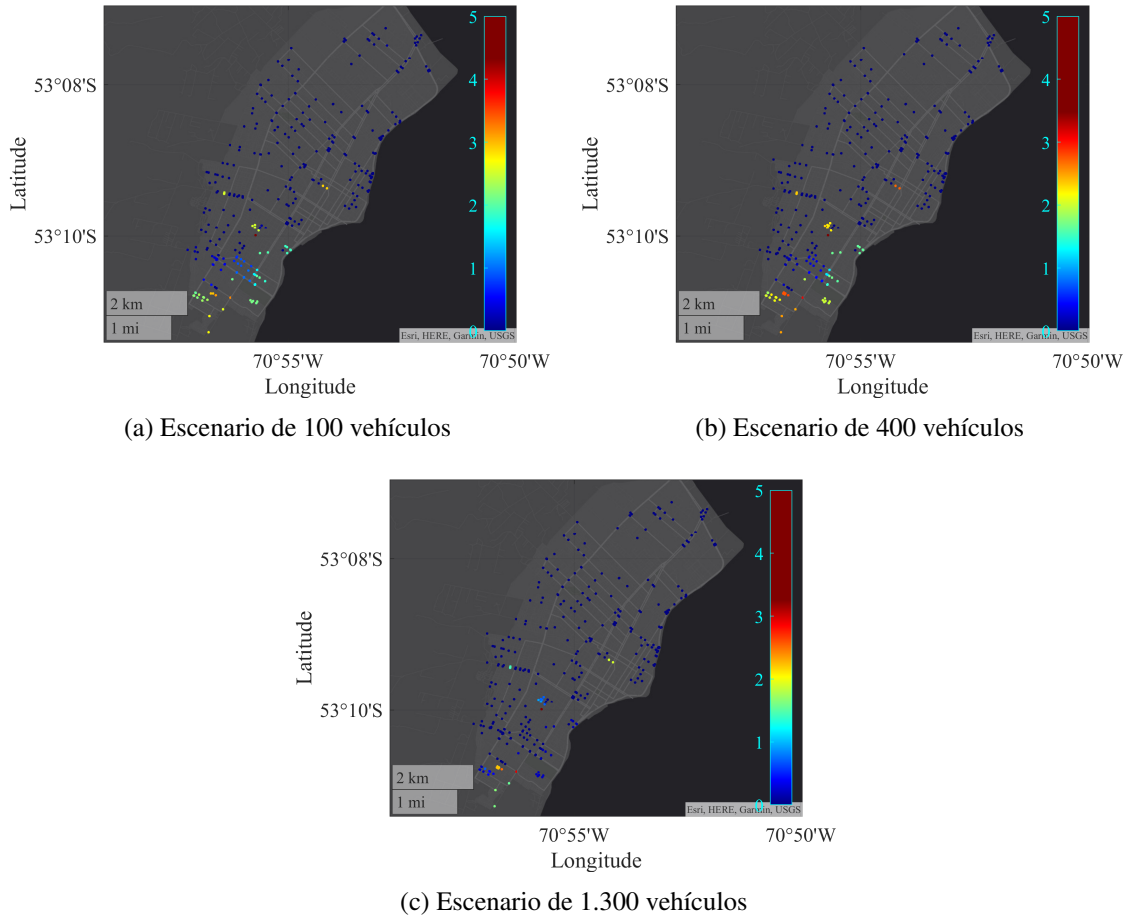 5
4
53°08'S
3
Latitude
2
53°10'S
1
2 km
0
1 mi
Esri, HERE, Garmin, USGS
70°55'W
70°50'W
Longitude
(a) Escenario de 100 vehículos
5
4
53°08'S
3
Latitude
2
53°10'S
1
2 km
0
1 mi
Esri, HERE, Garmin, USGS
70°55'W
70°50'W
Longitude
(b) Escenario de 400 vehículos
5
4
53°08'S
3
Latitude
2
53°10'S
1
2 km
0
1 mi
Esri, HERE, Garmin, USGS
70°55'W
70°50'W
Longitude
(c) Escenario de 1.300 vehículos